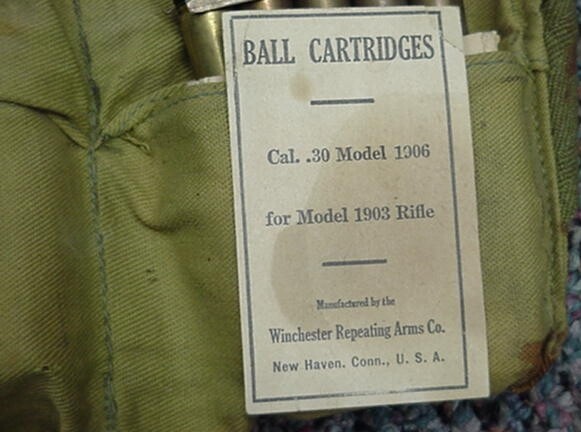 BALL CARTRIDGES
Cal. .30 Model 1906
for Model 1903 Rifle
Manufactured by the
Winchester Repeating Arms Co.
New Haven. Conn., U. S. A.